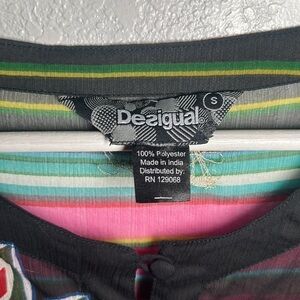 Desigual
S
100% Polyester
Made in india
Distributed by:
RN 129068